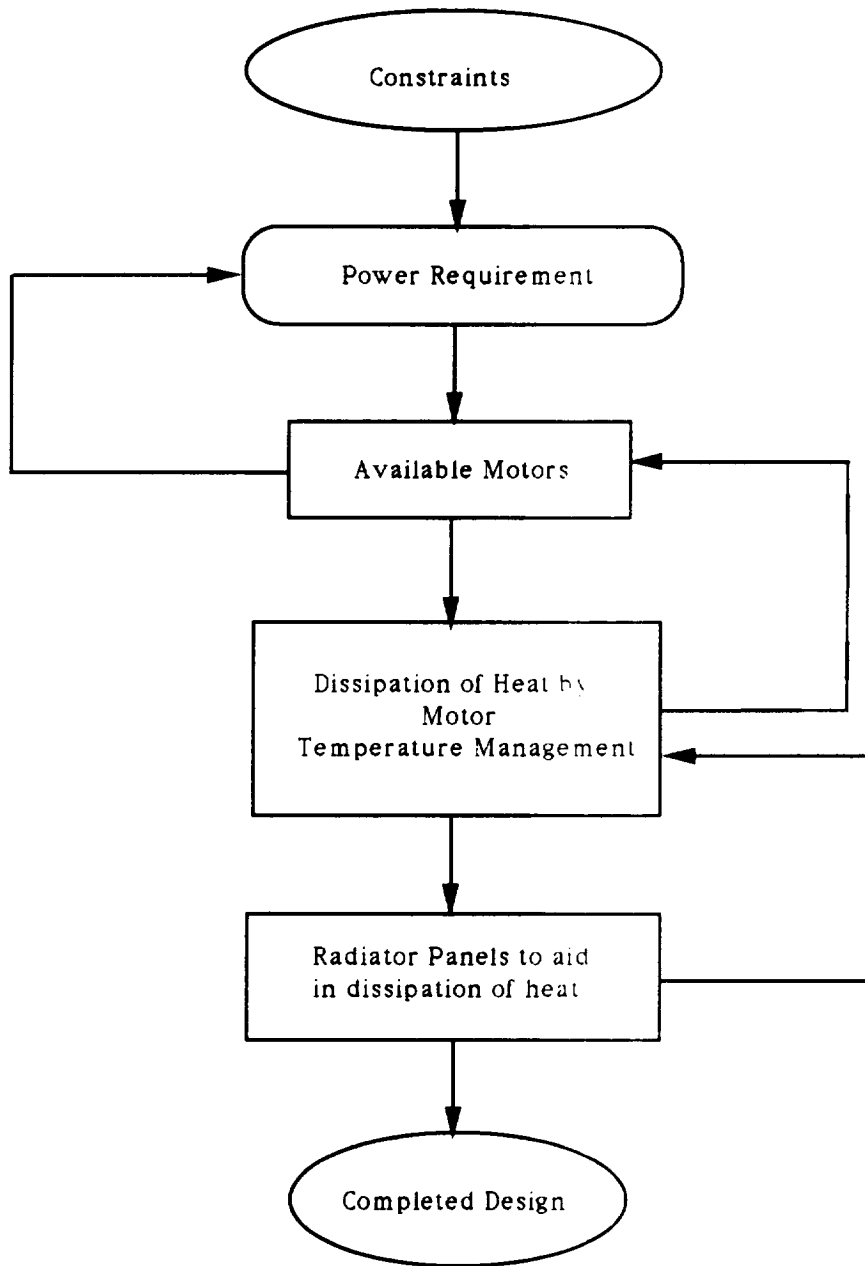 Constraints
Power Requirement
Available Motors
Dissipation of Heat by
Motor
Temperature Management
Radiator Panels to aid
in dissipation of heat
Completed Design